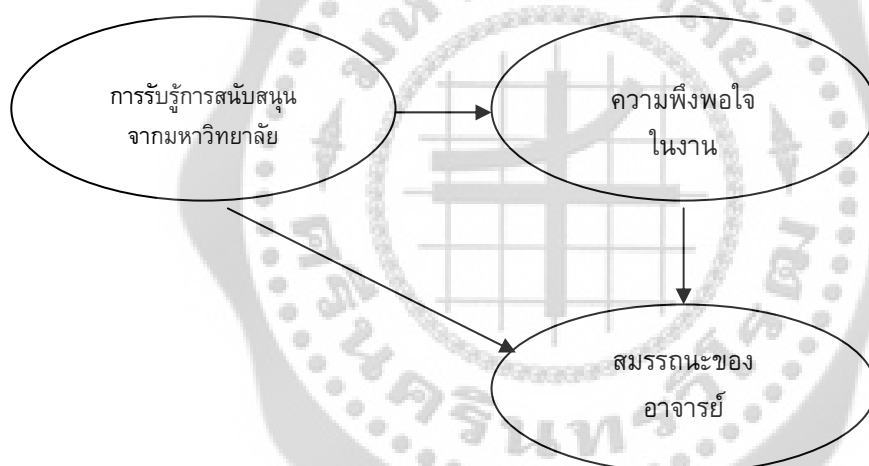 การรับรู้การสนับสนุน
จากมหาวิทยาลัย
ความพึงพอใจ
ในงาน
สมรรถนะของ
อาจารย์